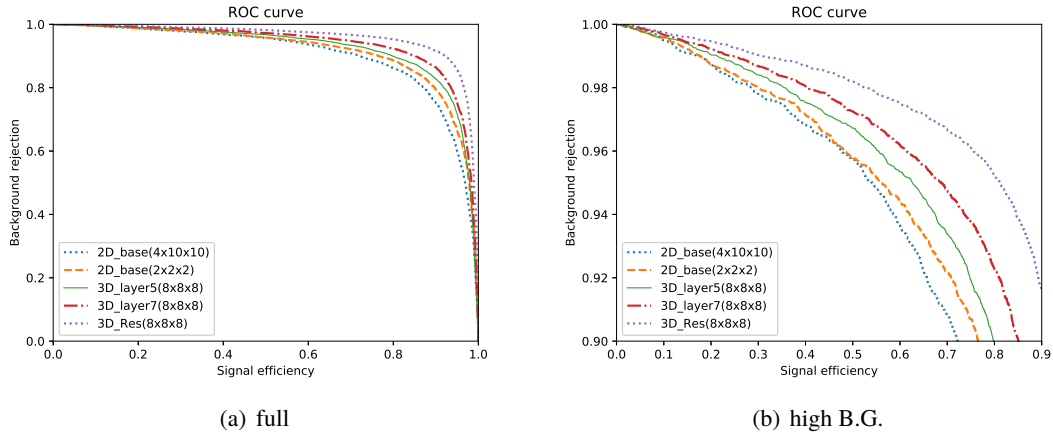 ROC curve
1.0
0.8
0.6
0.4
0.2
0.0
Background rejection
2D_base(4x10x10)
2D_base(2x2x2)
3D_layer5(8x8x8)
3D_layer7(8x8x8)
3D_Res(8x8x8)
0.0 0.2 0.4 0.6 0.8 1.0
Signal efficiency
(a) full
ROC curve
1.00
0.98
0.96
0.94
0.92
0.90
Background rejection
2D_base(4x10x10)
2D_base(2x2x2)
3D_layer5(8x8x8)
3D_layer7(8x8x8)
3D_Res(8x8x8)
0.0 0.1 0.2 0.3 0.4 0.5 0.6 0.7 0.8 0.9
Signal efficiency
(b) high B.G.